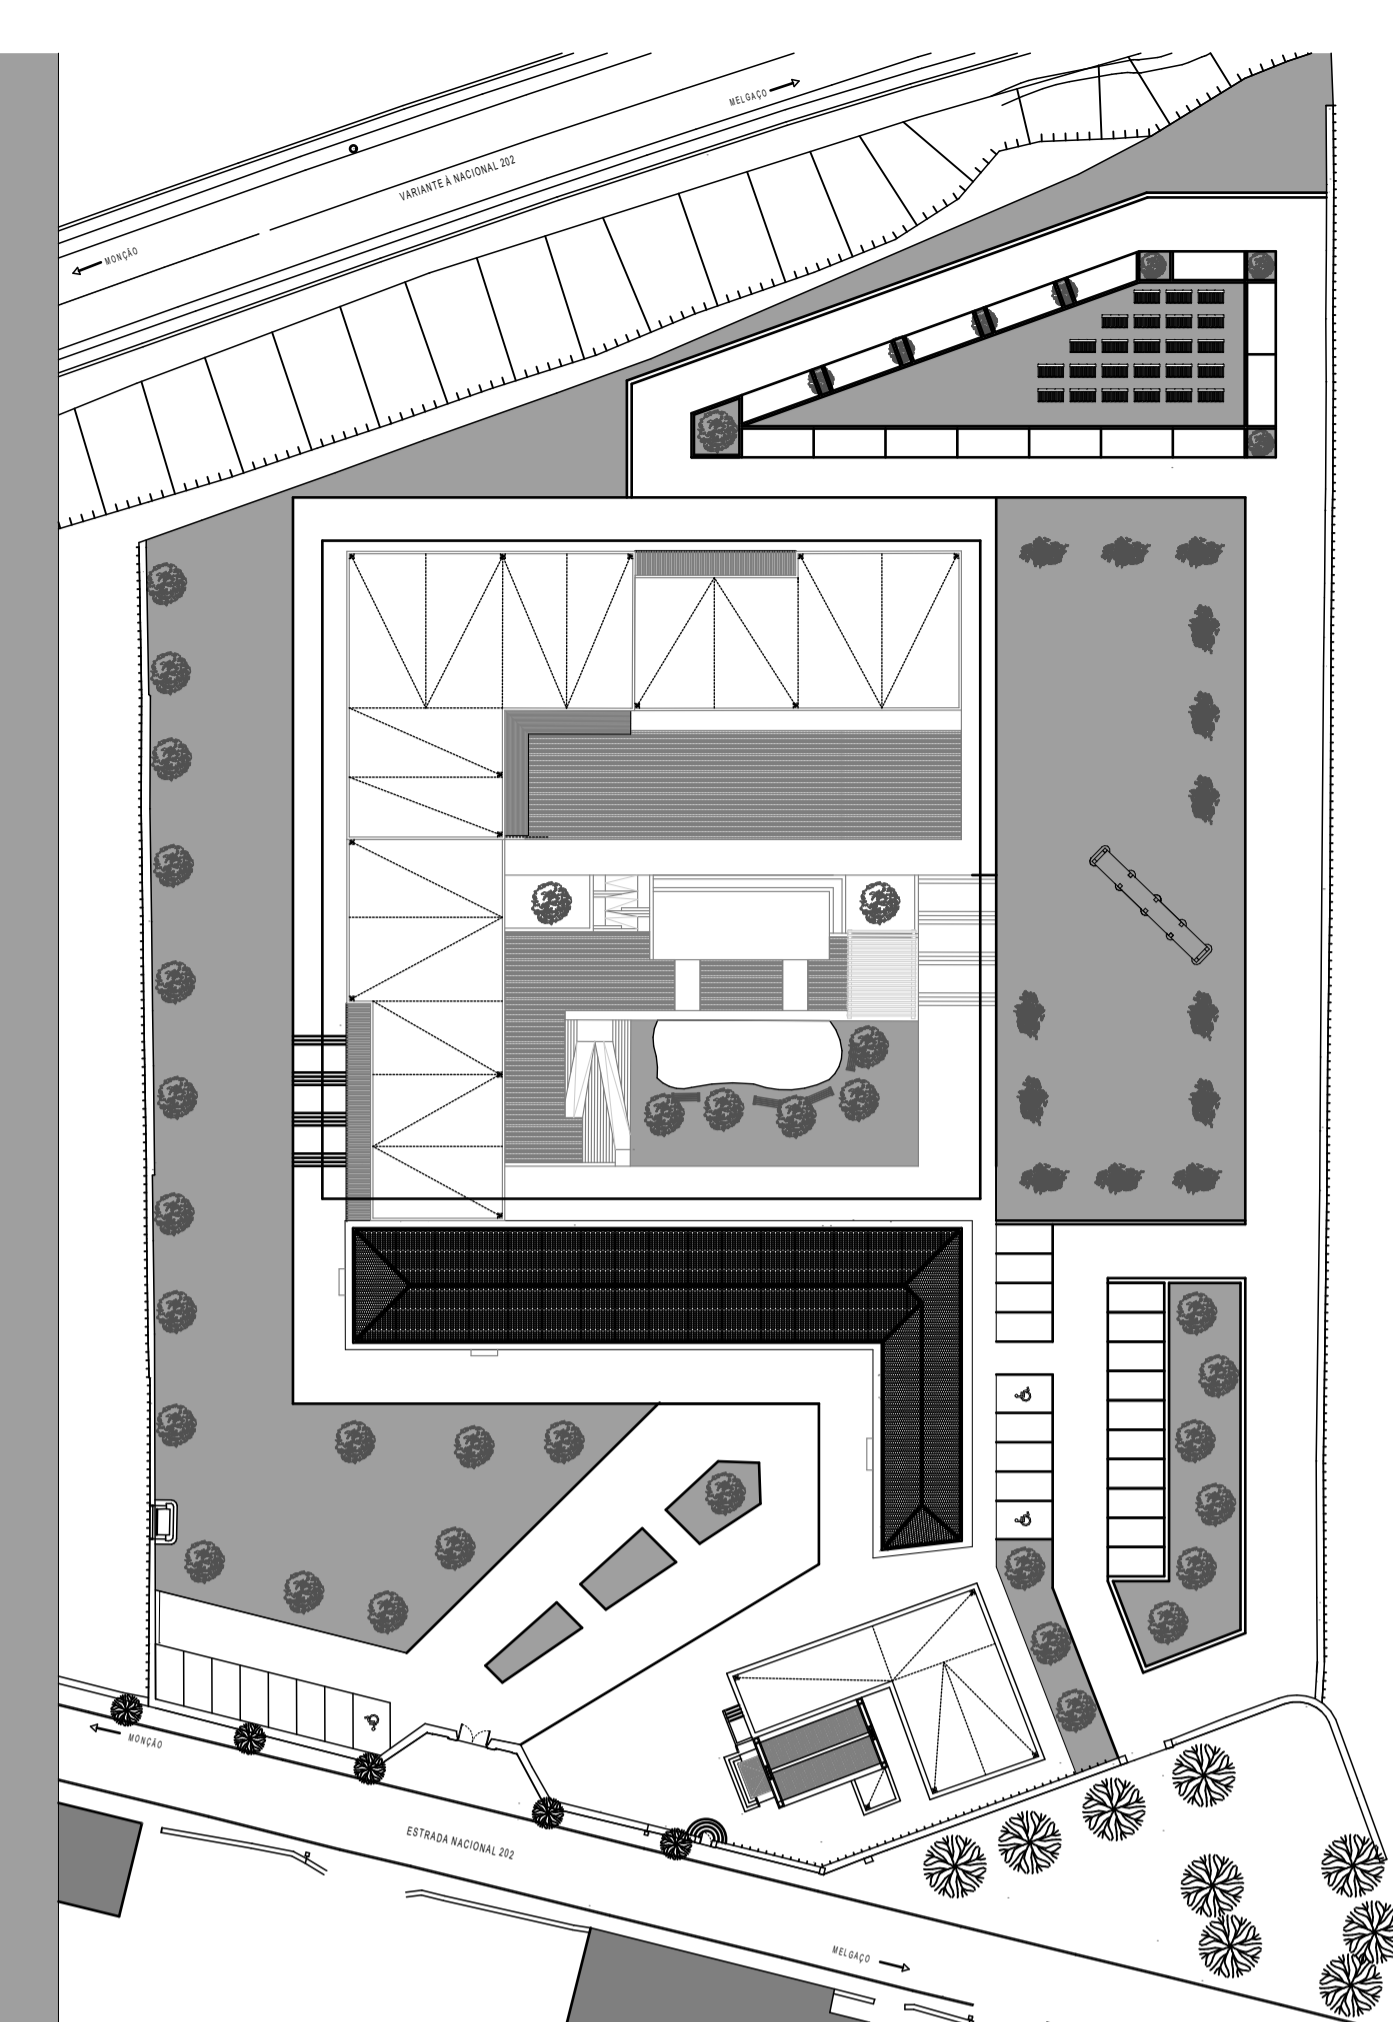 MELGAÇO
VARIANTE À NACIONAL 202
MONÇÃO
MONÇÃO
ESTRADA NACIONAL 202
MELGAÇO